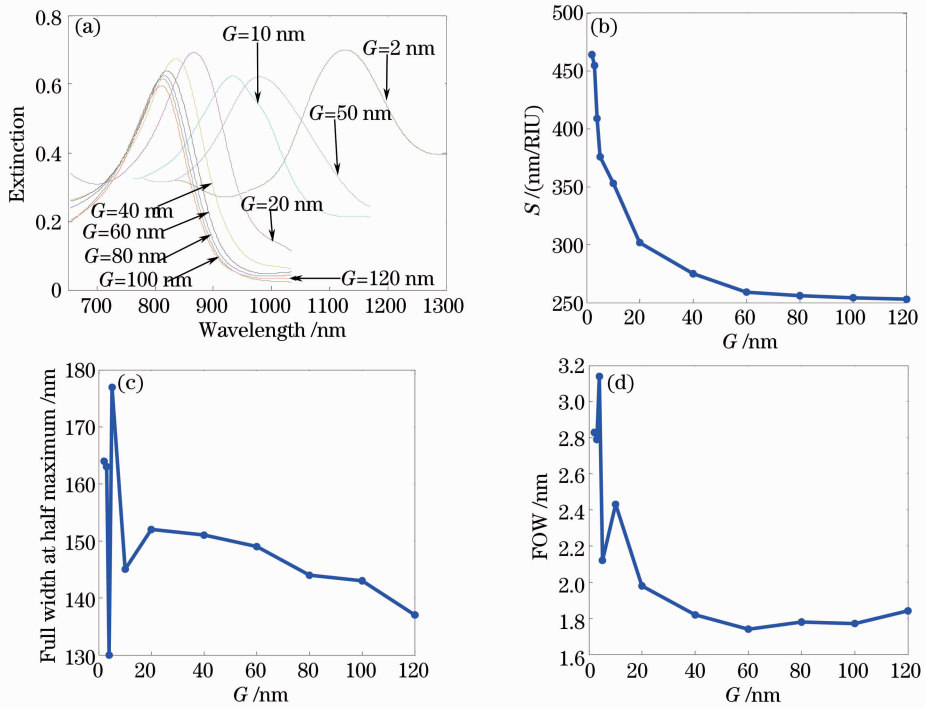 (a)
0.8
0.6
0.4
0.2
0
Extinction
G=10 nm
G=2 nm
G=50 nm
G=40 nm
G=20 nm
G=60 nm
G=80 nm
G=100 nm
G=120 nm
700 800 900 1000 1100 1200 1300
Wavelength /nm
(b)
500
450
400
350
300
250
S /(nm/RIU)
0 20 40 60 80 100 120
G /nm
(c)
180
170
160
150
140
130
Full width at half maximum /nm
0 20 40 60 80 100 120
G /nm
(d)
3.2
3.0
2.8
2.6
2.4
2.2
2.0
1.8
1.6
FOW /nm
0 20 40 60 80 100 120
G /nm